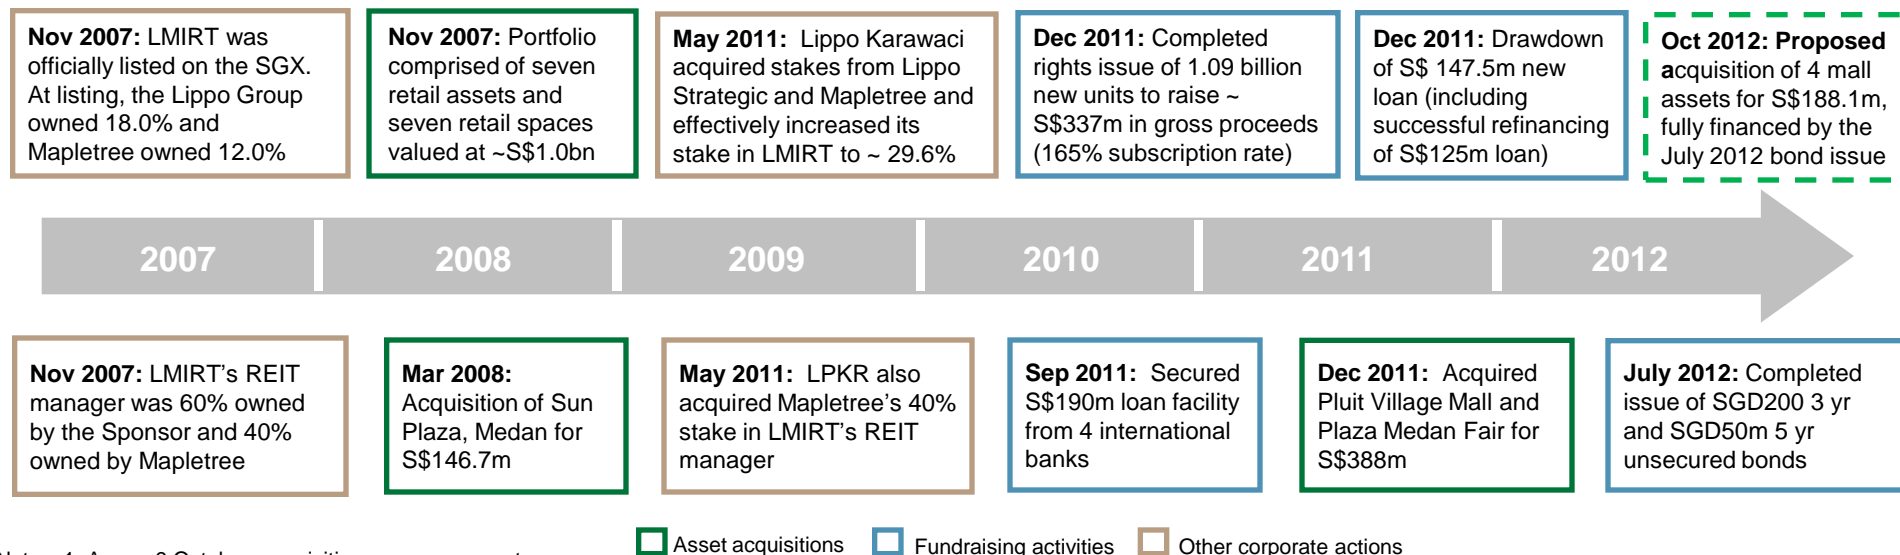 Nov 2007: LMIRT was
officially listed on the SGX.
At listing, the Lippo Group
owned 18.0% and
Mapletree owned 12.0%
Nov 2007: Portfolio
comprised of seven
retail assets and
seven retail spaces
valued at ~S$1.0bn
May 2011: Lippo Karawaci
acquired stakes from Lippo
Strategic and Mapletree and
effectively increased its
stake in LMIRT to ~ 29.6%
Dec 2011: Completed
rights issue of 1.09 billion
new units to raise ~
S$337m in gross proceeds
(165% subscription rate)
Dec 2011: Drawdown
of S$ 147.5m new
loan (including
successful refinancing
of S$125m loan)
Oct 2012: Proposed
acquisition of 4 mall
assets for S$188.1m,
fully financed by the
July 2012 bond issue
2007
2008
2009
2010
2011
2012
Nov 2007: LMIRT's REIT
manager was 60% owned
by the Sponsor and 40%
owned by Mapletree
Mar 2008:
Acquisition of Sun
Plaza, Medan for
S$146.7m
May 2011: LPKR also
acquired Mapletree's 40%
stake in LMIRT's REIT
manager
Sep 2011: Secured
S$190m loan facility
from 4 international
banks
Dec 2011: Acquired
Pluit Village Mall and
Plaza Medan Fair for
S$388m
July 2012: Completed
issue of SGD200 3 yr
and SGD50m 5 yr
unsecured bonds
Asset acquisitions
Fundraising activities
Other corporate actions